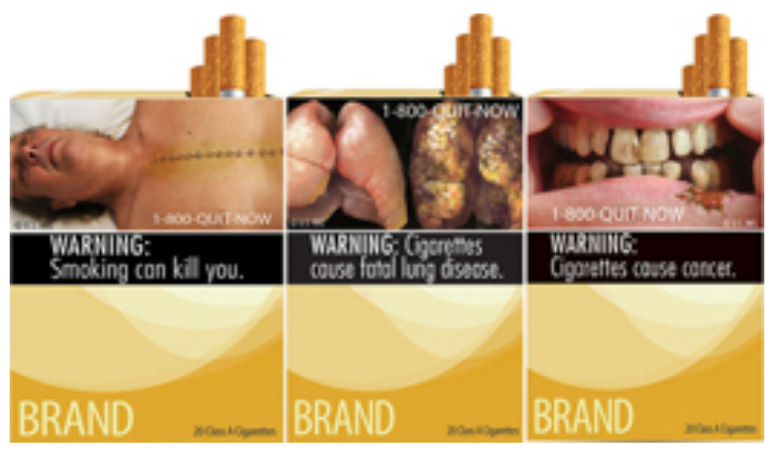 1-800-QUIT-NOW
WARNING:
Smoking can kill you.
BRAND
20 Class A Cigarettes
1-800-QUIT-NOW
WARNING: Cigarettes
cause fatal lung disease.
BRAND
20 Class A Cigarettes
1-800-QUIT-NOW
WARNING:
Cigarettes cause cancer.
BRAND
20 Class A Cigarettes